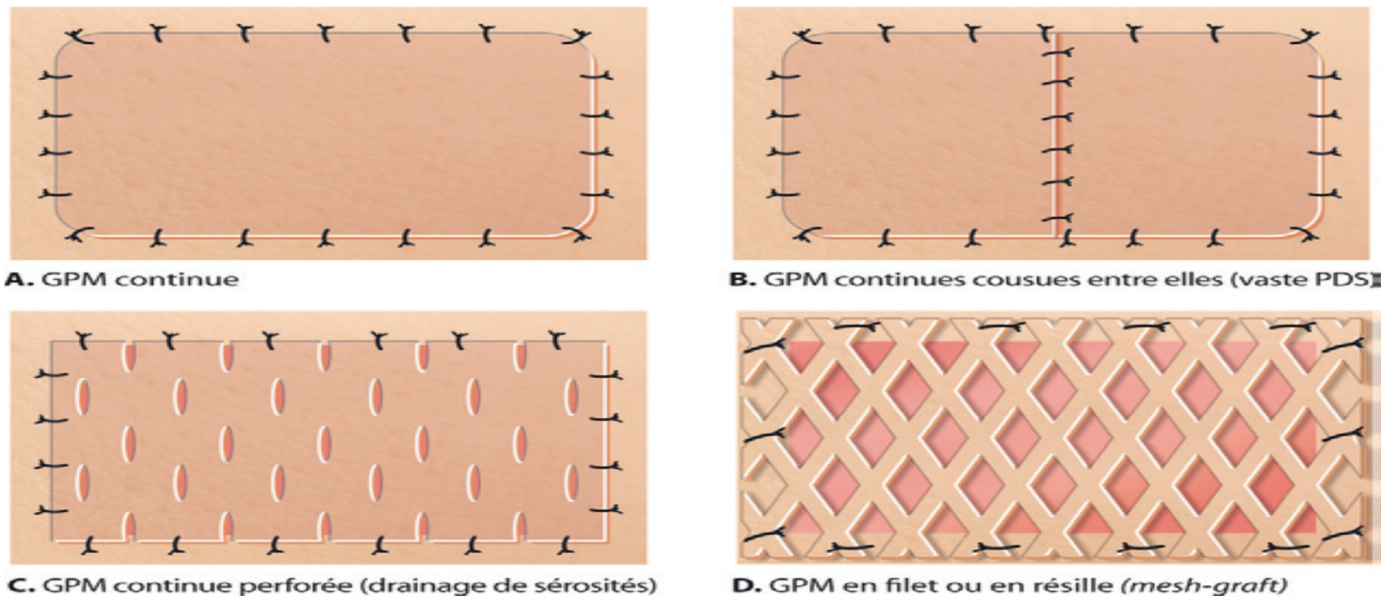 A. GPM continue
B. GPM continues cousues entre elles (vaste PDS)
C. GPM continue perforée (drainage de sérosités)
D. GPM en filet ou en résille (mesh-graft)